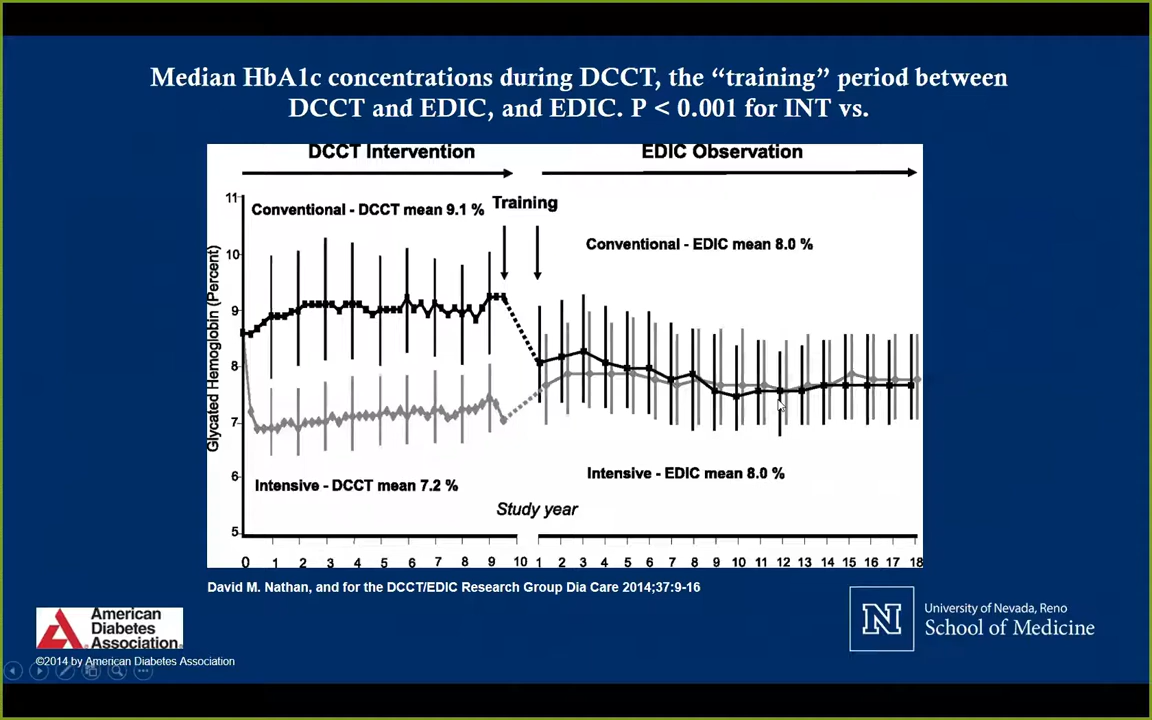 Median HbA1c concentrations during DCCT, the “training” period between
DCCT and EDIC, and EDIC. P < 0.001 for INT vs.
DCCT Intervention
EDIC Observation
Training
Conventional - DCCT mean 9.1 %
Conventional - EDIC mean 8.0 %
Glycated Hemoglobin (Percent)
11
10
9
8
7
6
5
Intensive - DCCT mean 7.2 %
Intensive - EDIC mean 8.0 %
Study year
0 1 2 3 4 5 6 7 8 9 10 1 2 3 4 5 6 7 8 9 10 11 12 13 14 15 16 17 18
David M. Nathan, and for the DCCT/EDIC Research Group Dia Care 2014;37:9-16
American
Diabetes
Association®
©2014 by American Diabetes Association
N
University of Nevada, Reno
School of Medicine